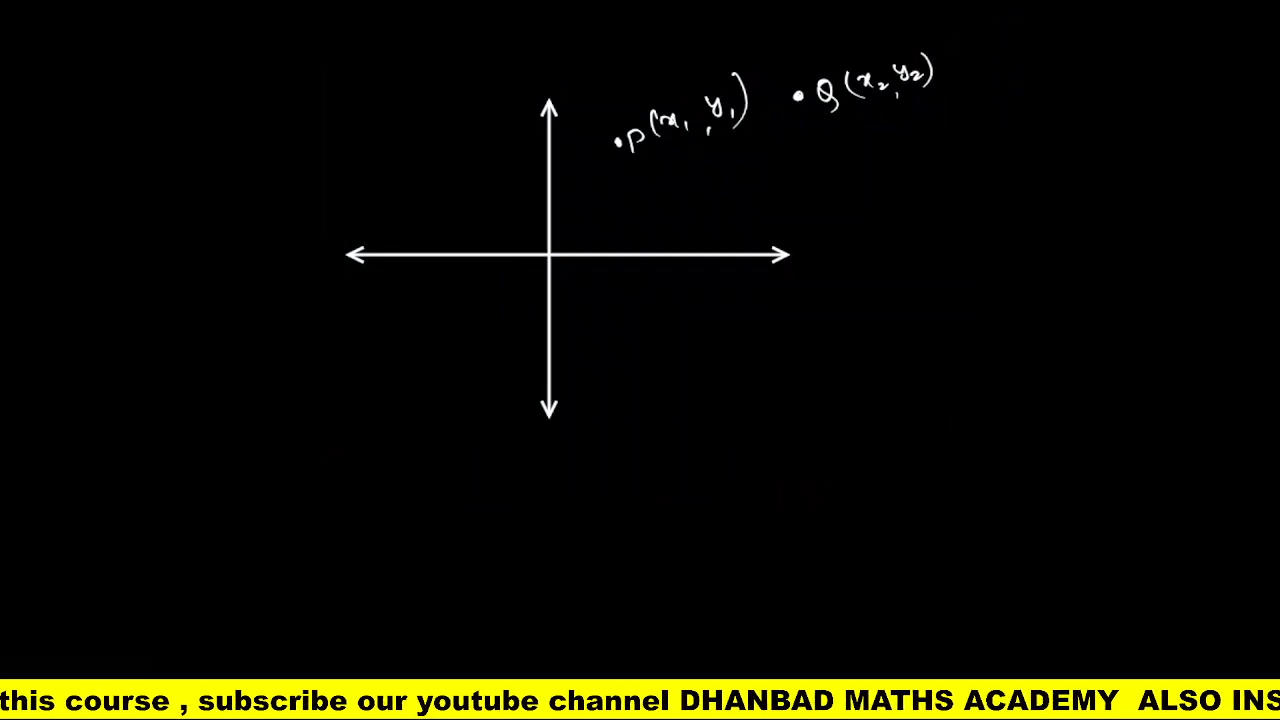 P(x₁, y₁)
Q(x₂, y₂)
this course , subscribe our youtube channel DHANBAD MATHS ACADEMY ALSO INS